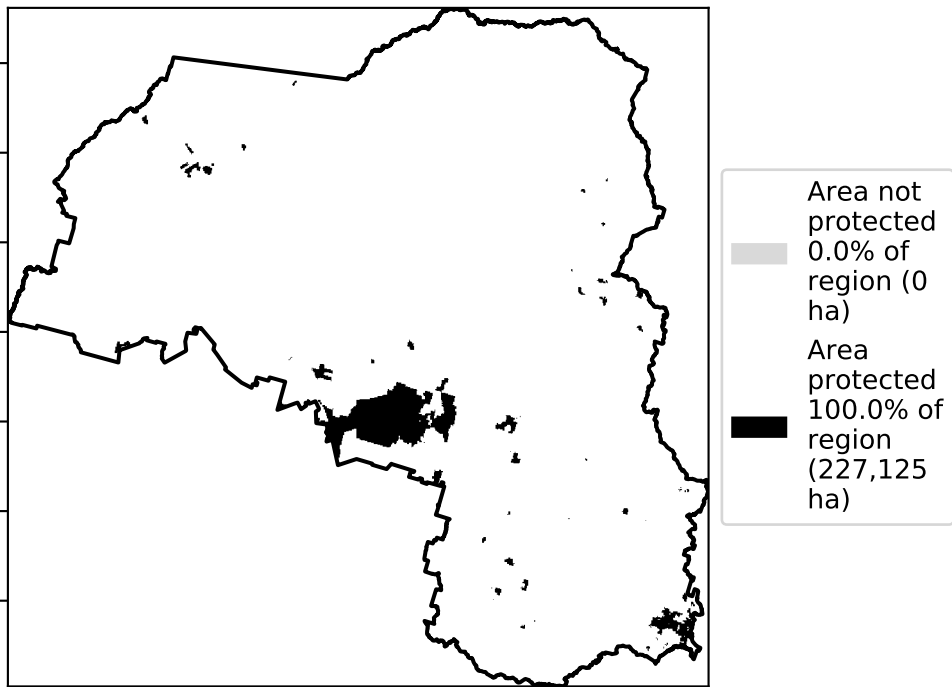 Area not
protected
0.0% of
region (0
ha)
Area
protected
100.0% of
region
(227,125
ha)